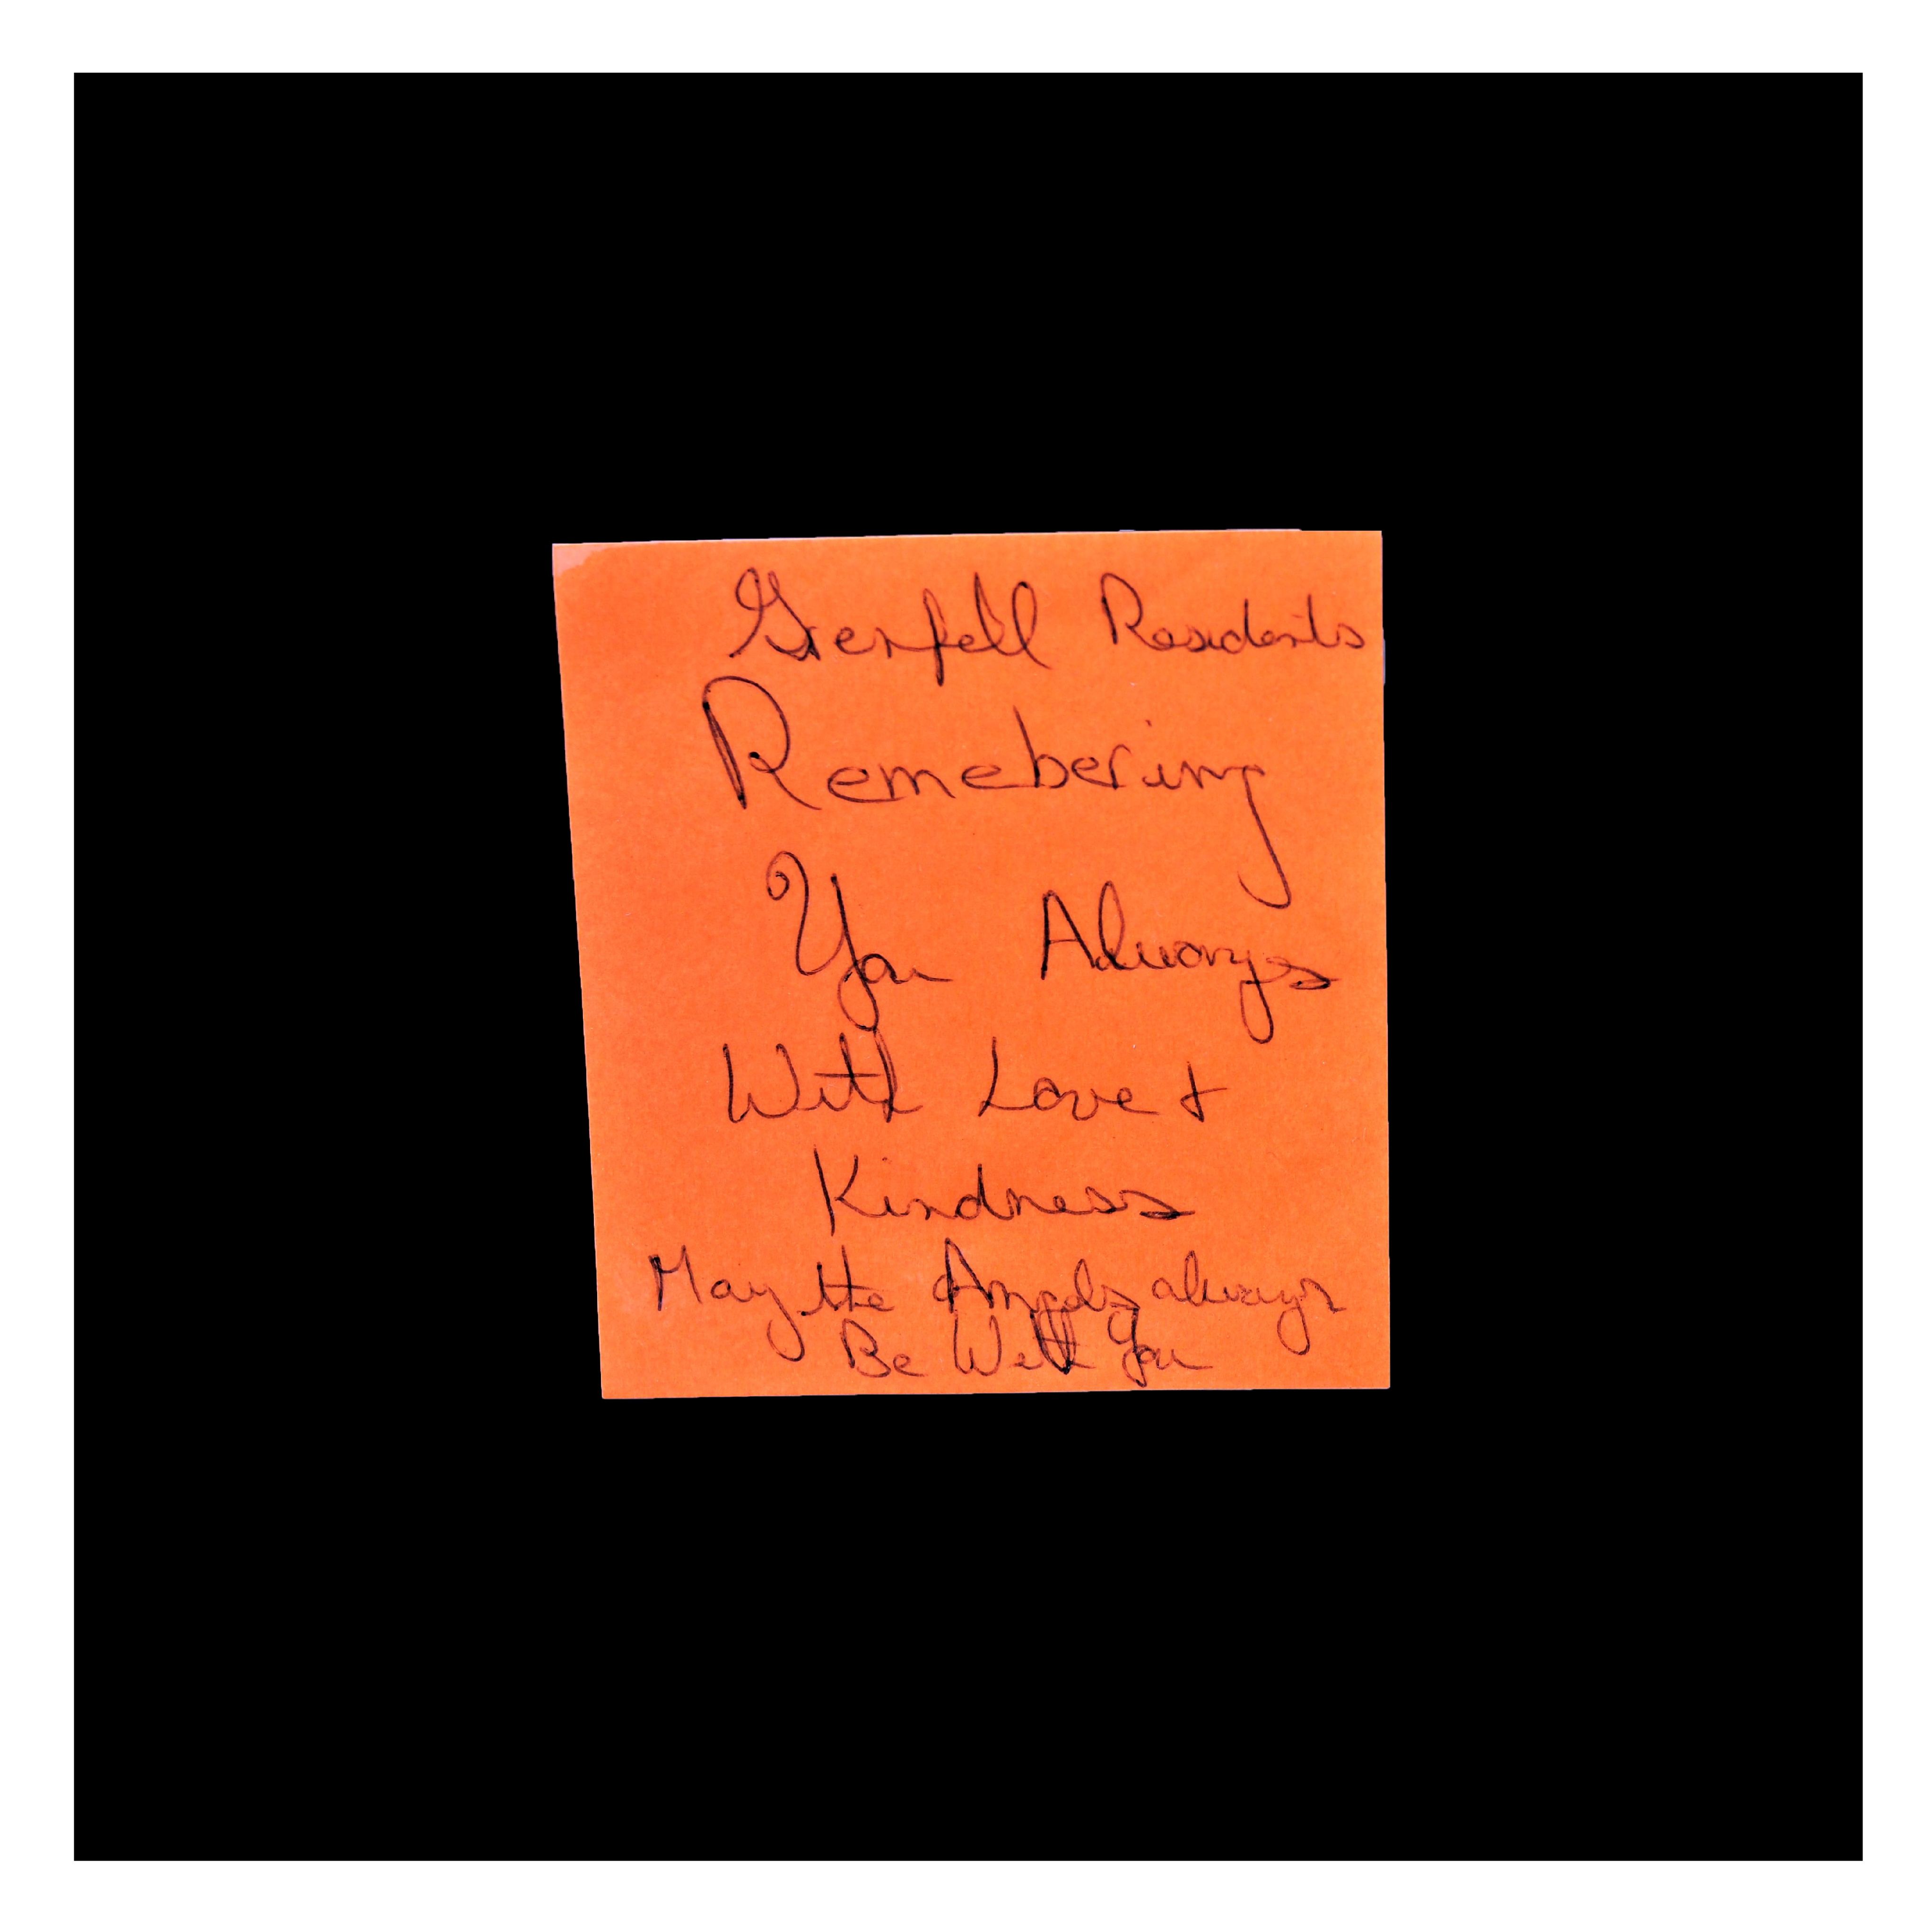 Grenfell Residents
Remebering
You Always
With Love +
Kindness
May the Angels always
Be With You